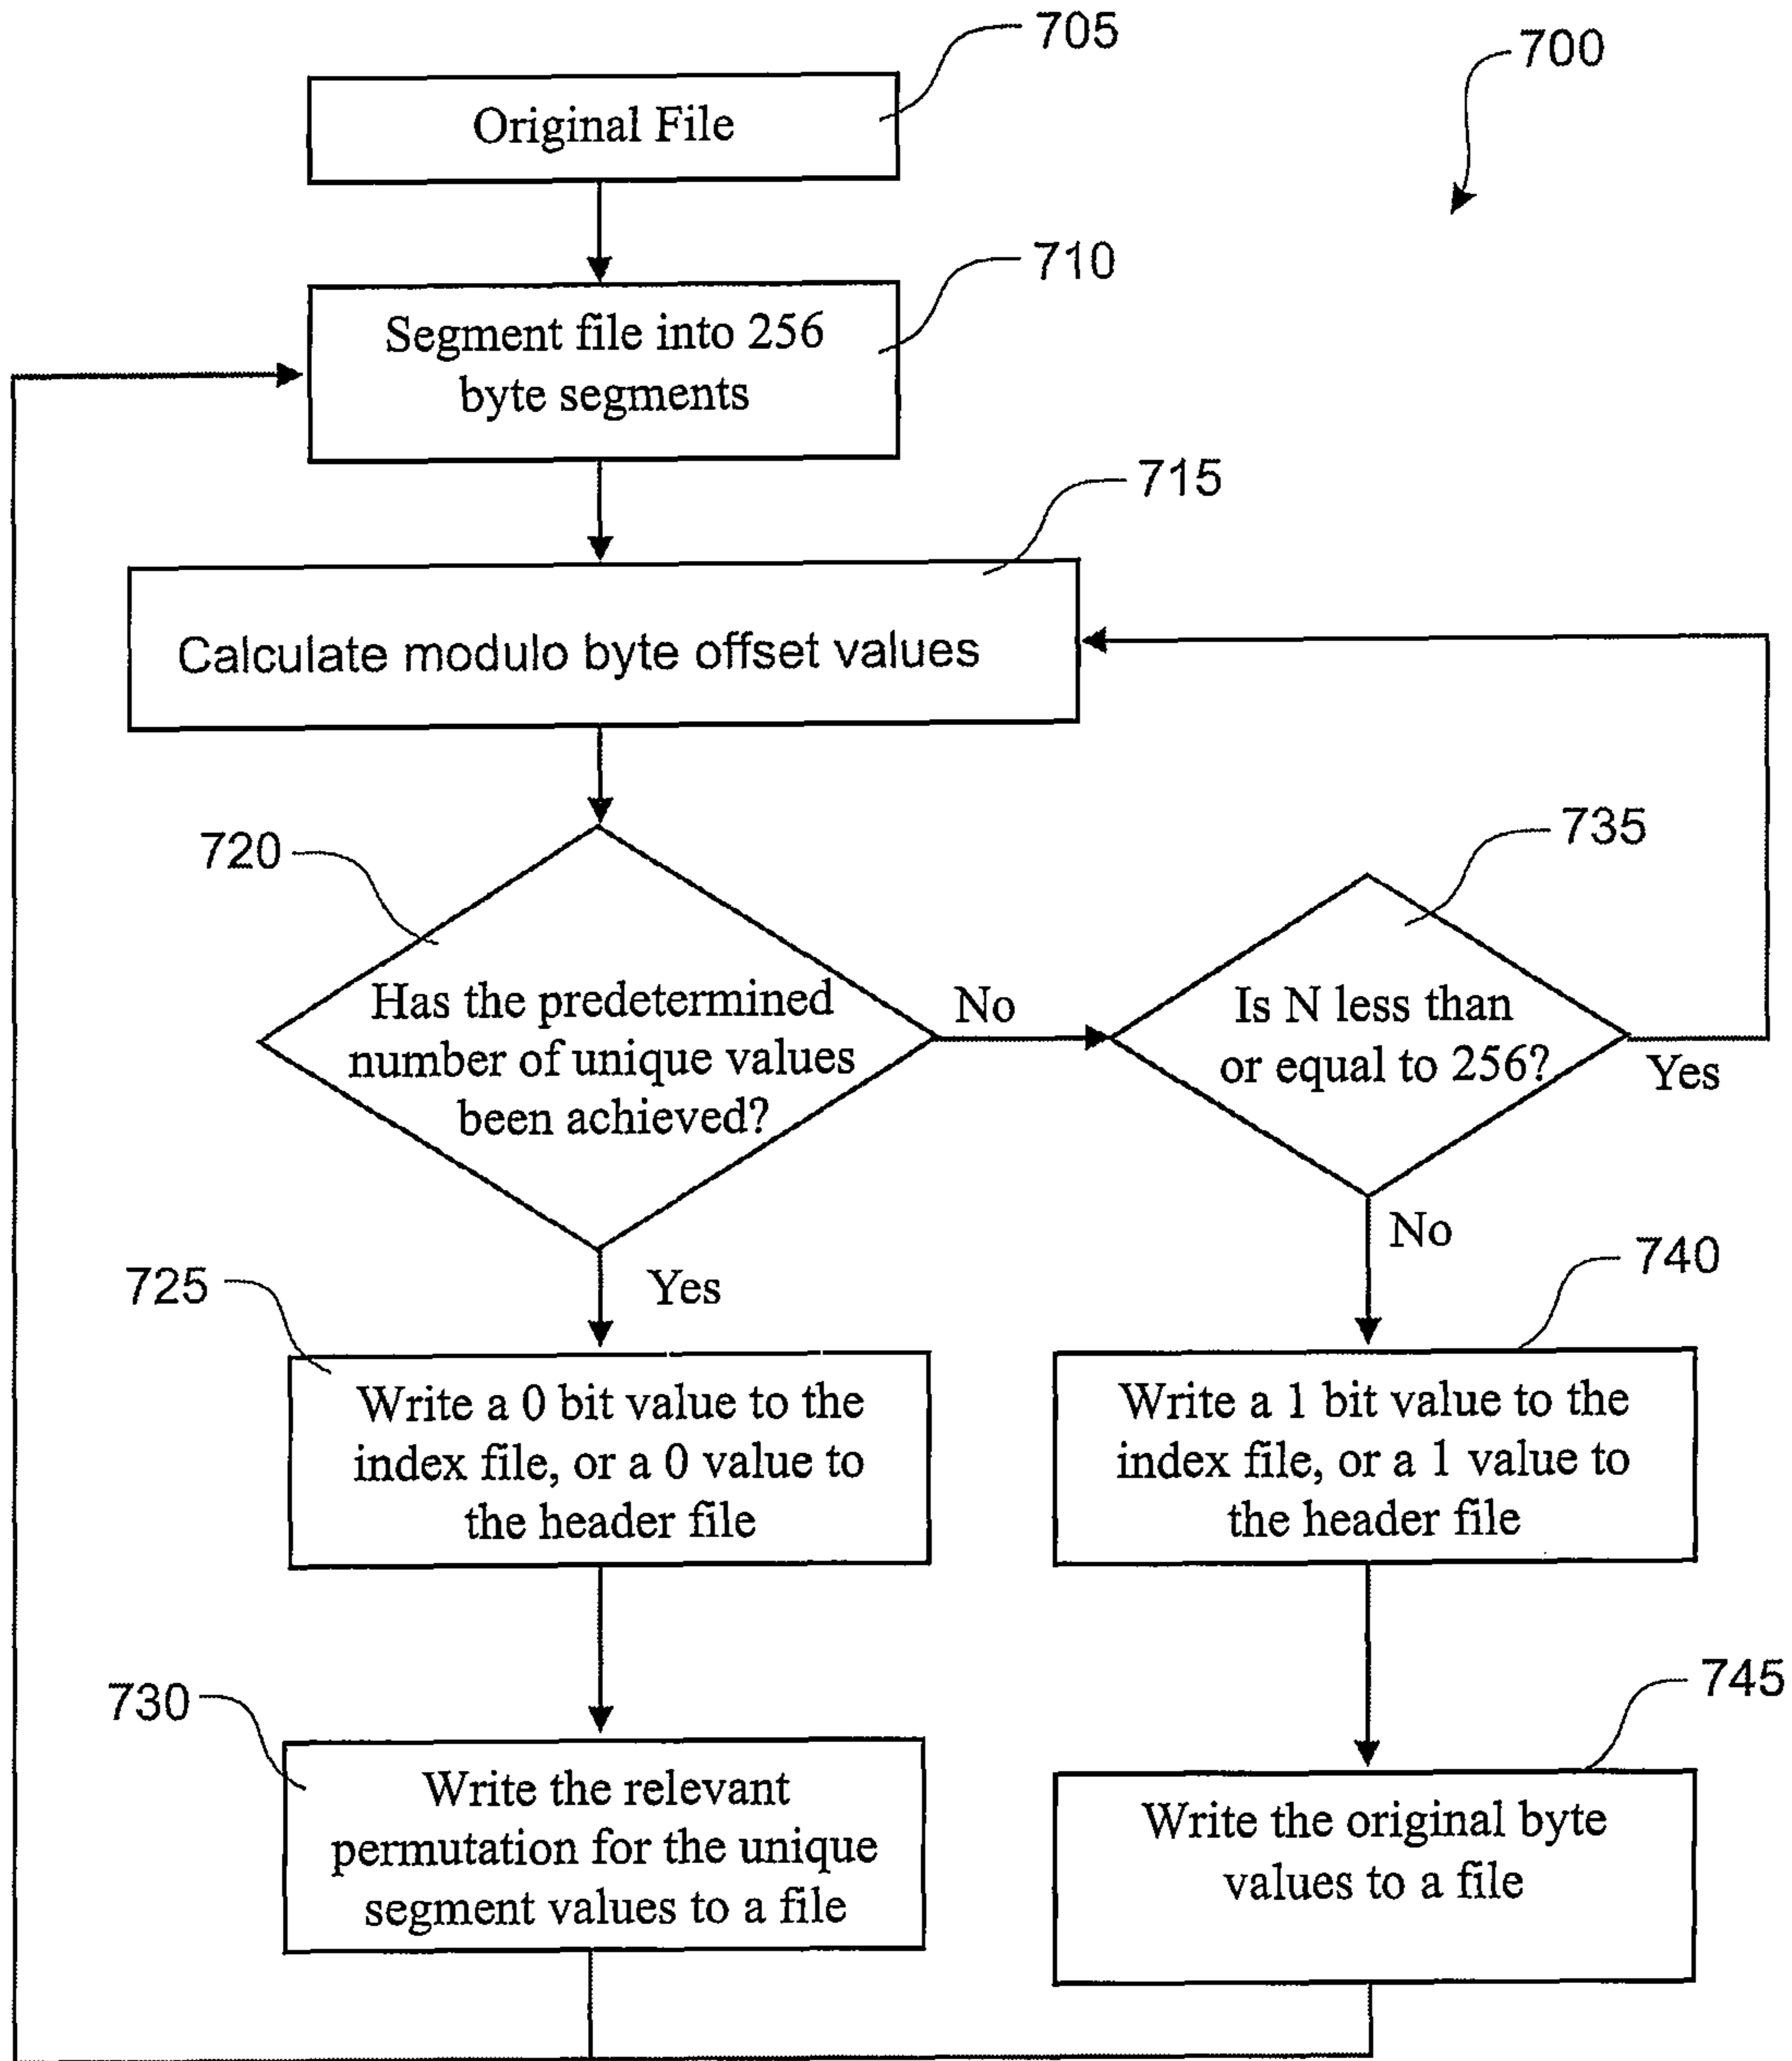 705
700
Original File
710
Segment file into 256
byte segments
715
Calculate modulo byte offset values
720
735
Has the predetermined
number of unique values
been achieved?
No
Is N less than
or equal to 256?
Yes
No
725
Yes
740
Write a 0 bit value to the
index file, or a 0 value to
the header file
Write a 1 bit value to the
index file, or a 1 value to
the header file
730
745
Write the relevant
permutation for the unique
segment values to a file
Write the original byte
values to a file